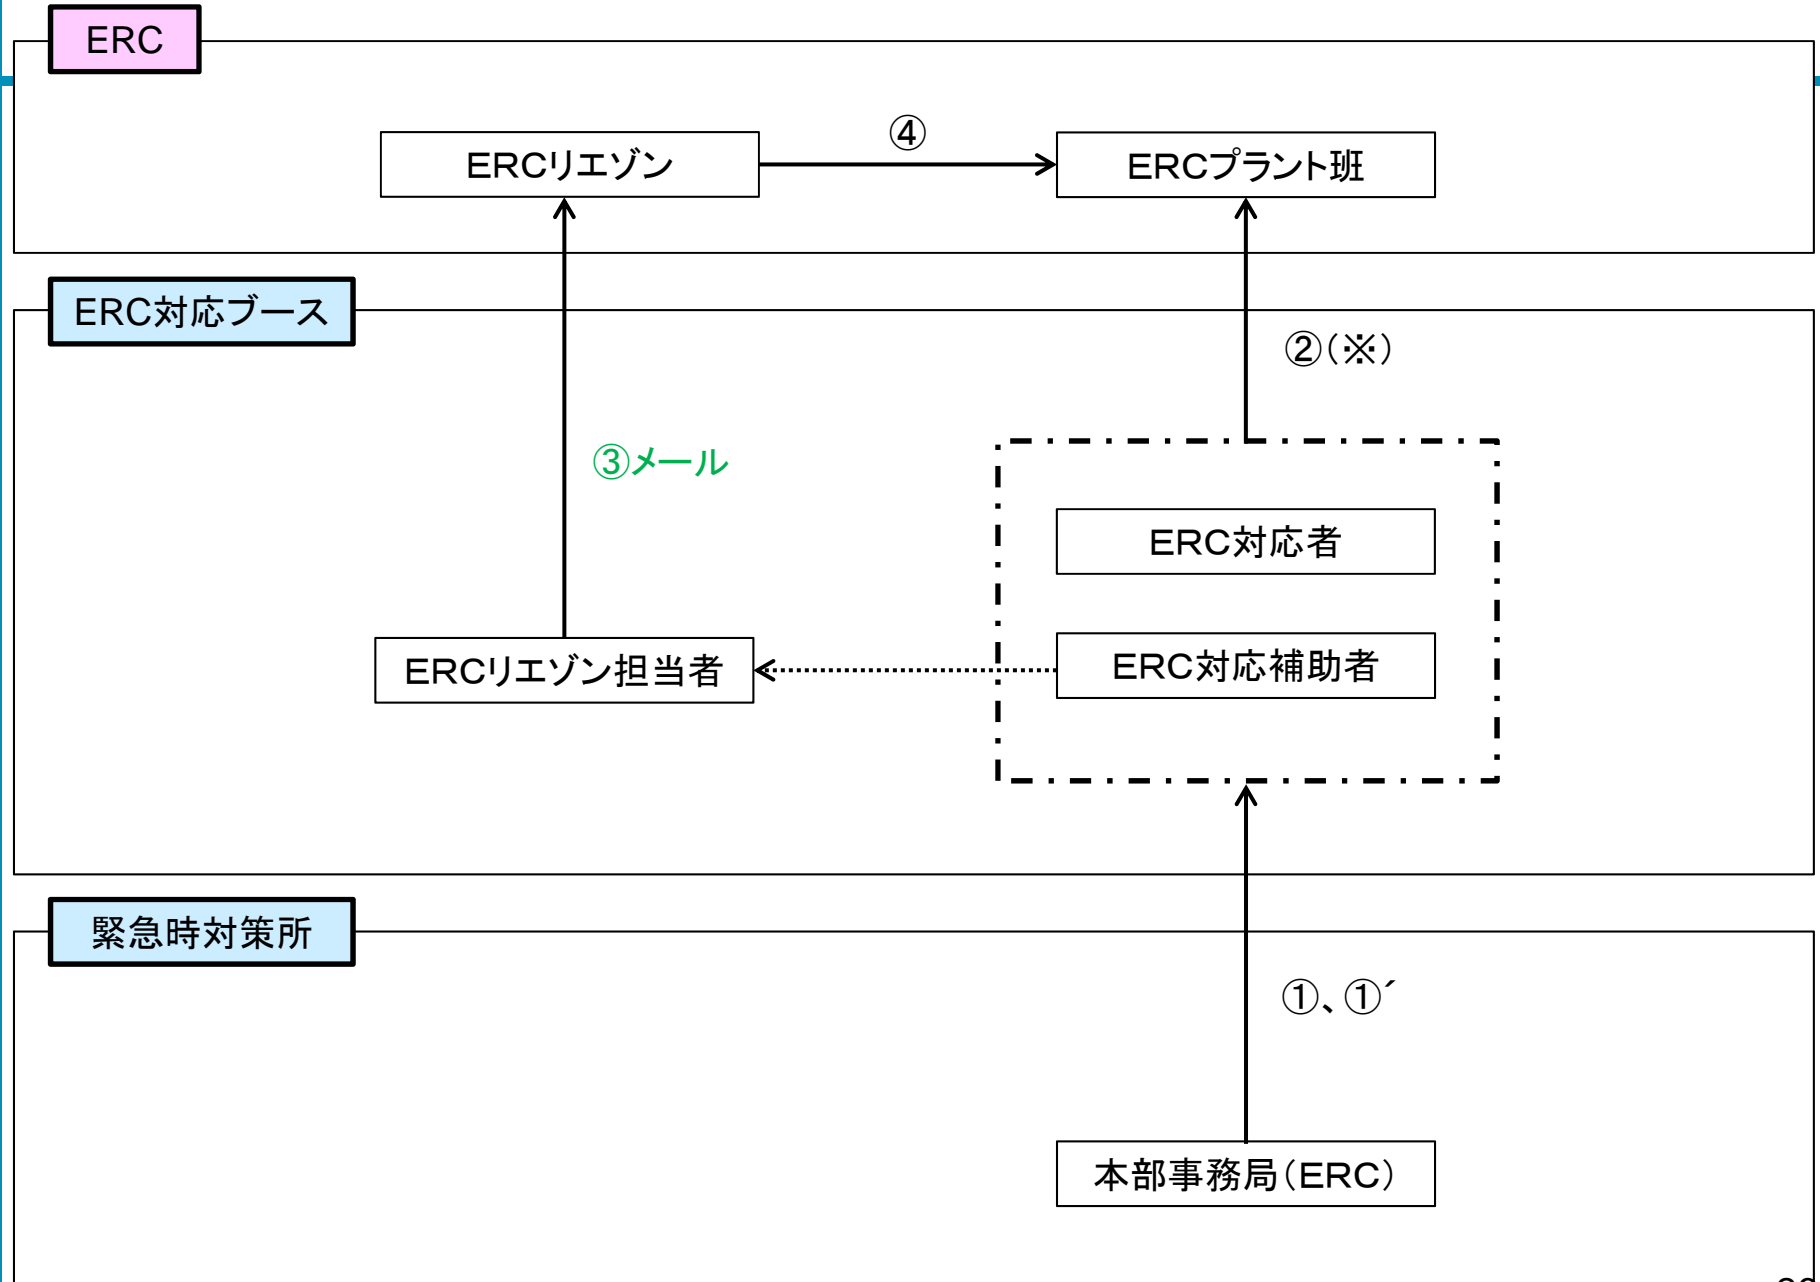 ERC
④
ERCリエゾン
ERCプラント班
ERC対応ブース
②(※)
③メール
ERC対応者
ERCリエゾン担当者
ERC対応補助者
緊急時対策所
①、①´
本部事務局(ERC)